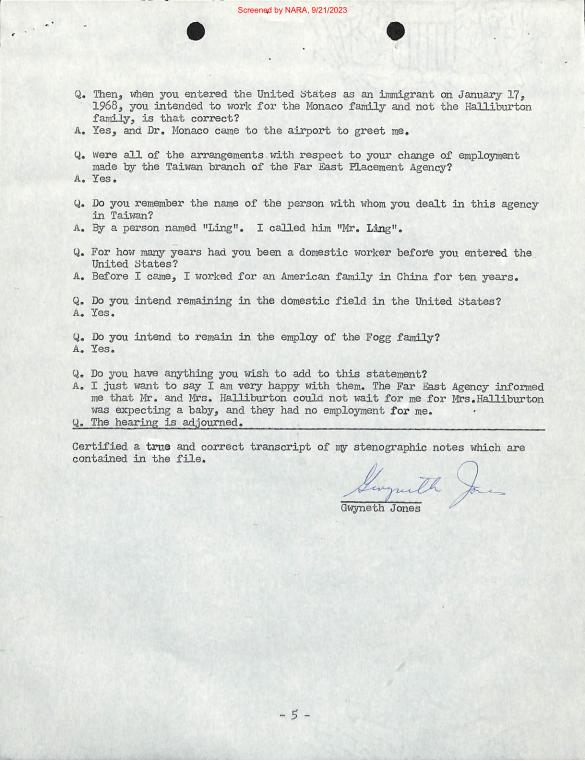 Screened by NARA, 9/21/2023
Q. Then, when you entered the United States as an immigrant on January 17,
1968, you intended to work for the Monaco family and not the Halliburton
family, is that correct?
A. Yes, and Dr. Monaco came to the airport to greet me.
Q. Were all of the arrangements with respect to your change of employment
made by the Taiwan branch of the Far East Placement Agency?
A. Yes.
Q. Do you remember the name of the person with whom you dealt in this agency
in Taiwan?
A. By a person named "Ling". I called him "Mr. Ling".
Q. For how many years had you been a domestic worker before you entered the
United States?
A. Before I came, I worked for an American family in China for ten years.
Q. Do you intend remaining in the domestic field in the United States?
A. Yes.
Q. Do you intend to remain in the employ of the Fogg family?
A. Yes.
Q. Do you have anything you wish to add to this statement?
A. I just want to say I am very happy with them. The Far East Agency informed
me that Mr. and Mrs. Halliburton could not wait for me for Mrs.Halliburton
was expecting a baby, and they had no employment for me.
Q. The hearing is adjourned.
Certified a true and correct transcript of my stenographic notes which are
contained in the file.
Gwyneth Jones
Gwyneth Jones
- 5 -